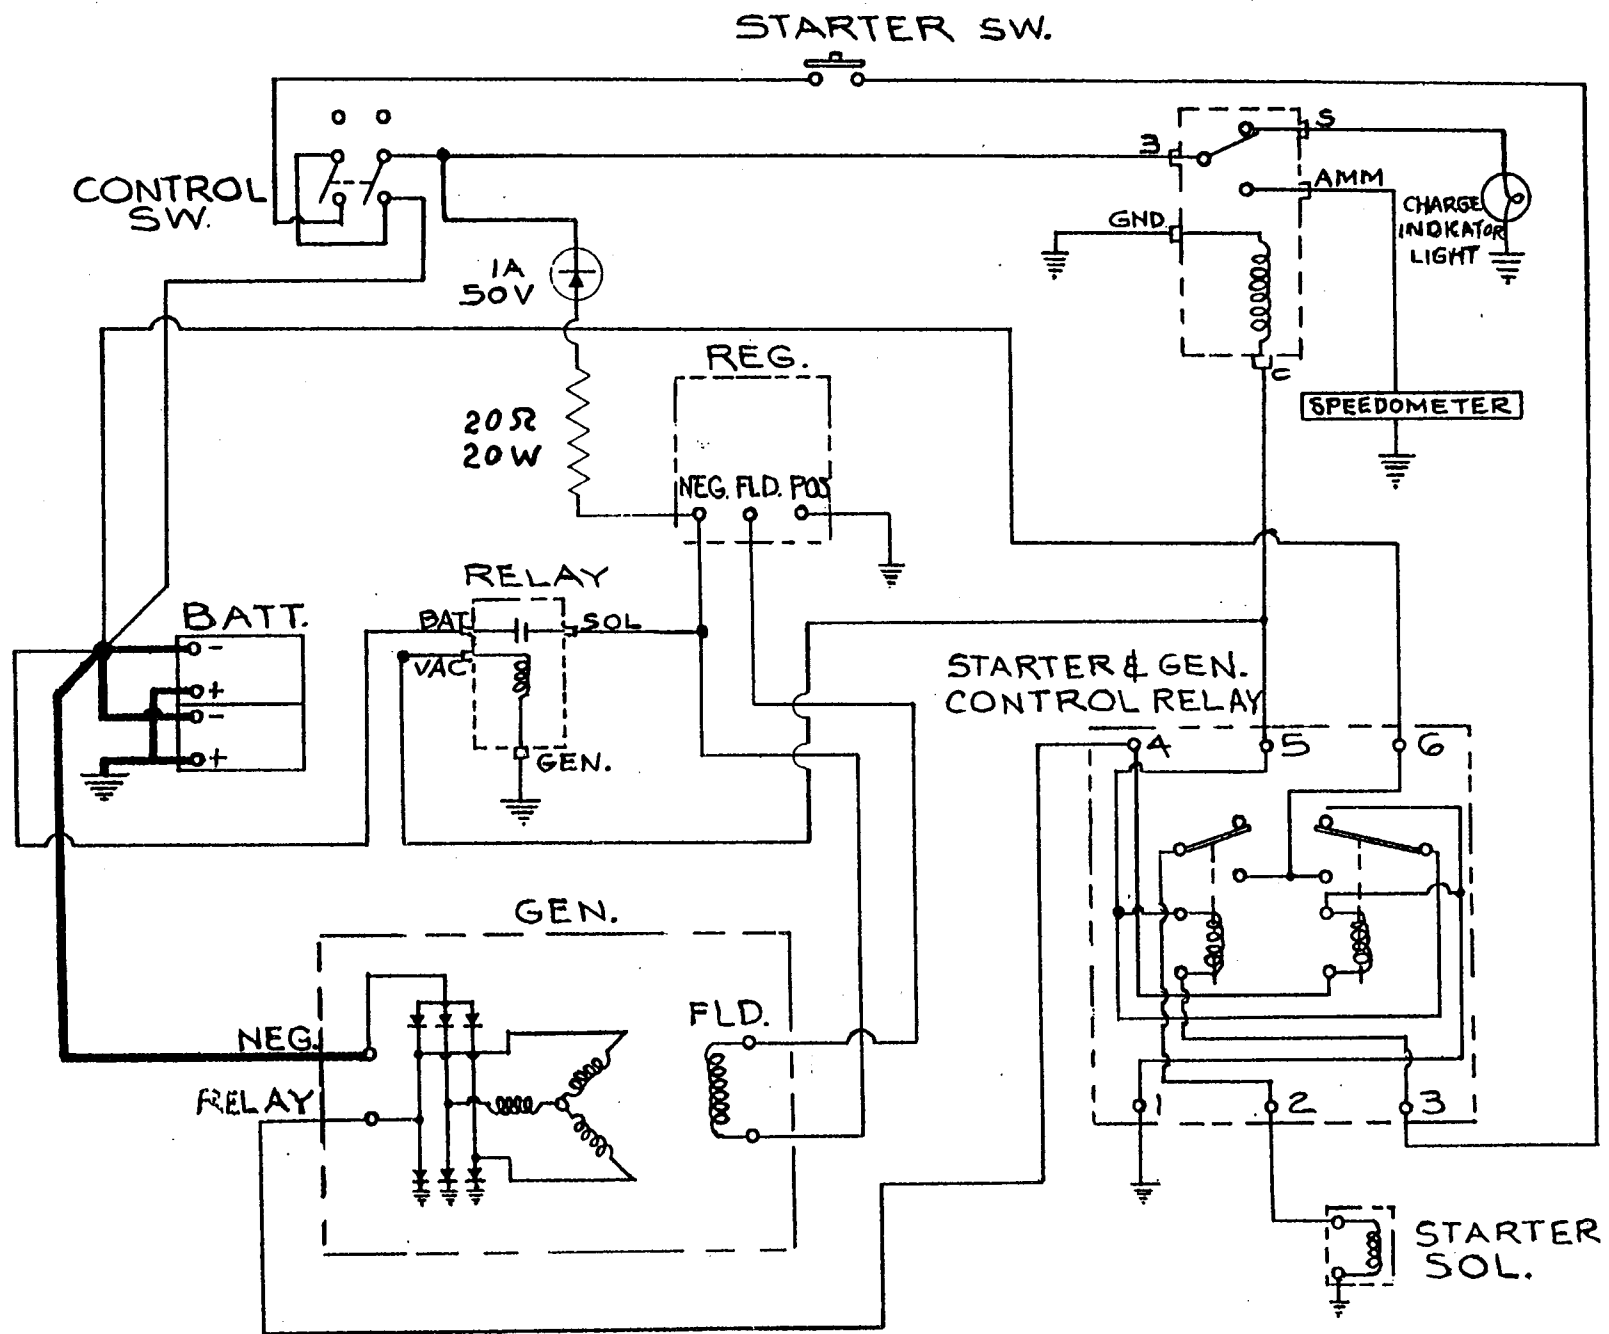 STARTER SW.
CONTROL
SW.
B
S
AMM
GND.
C
CHARGE
INDICATOR
LIGHT
1A
50V
REG.
20Ω
20W
NEG. FLD. POS
SPEEDOMETER
RELAY
BAT
SOL
VAC
GEN.
BATT.
-
+
-
+
STARTER & GEN.
CONTROL RELAY
4
5
6
GEN.
NEG.
RELAY
FLD.
1
2
3
STARTER
SOL.